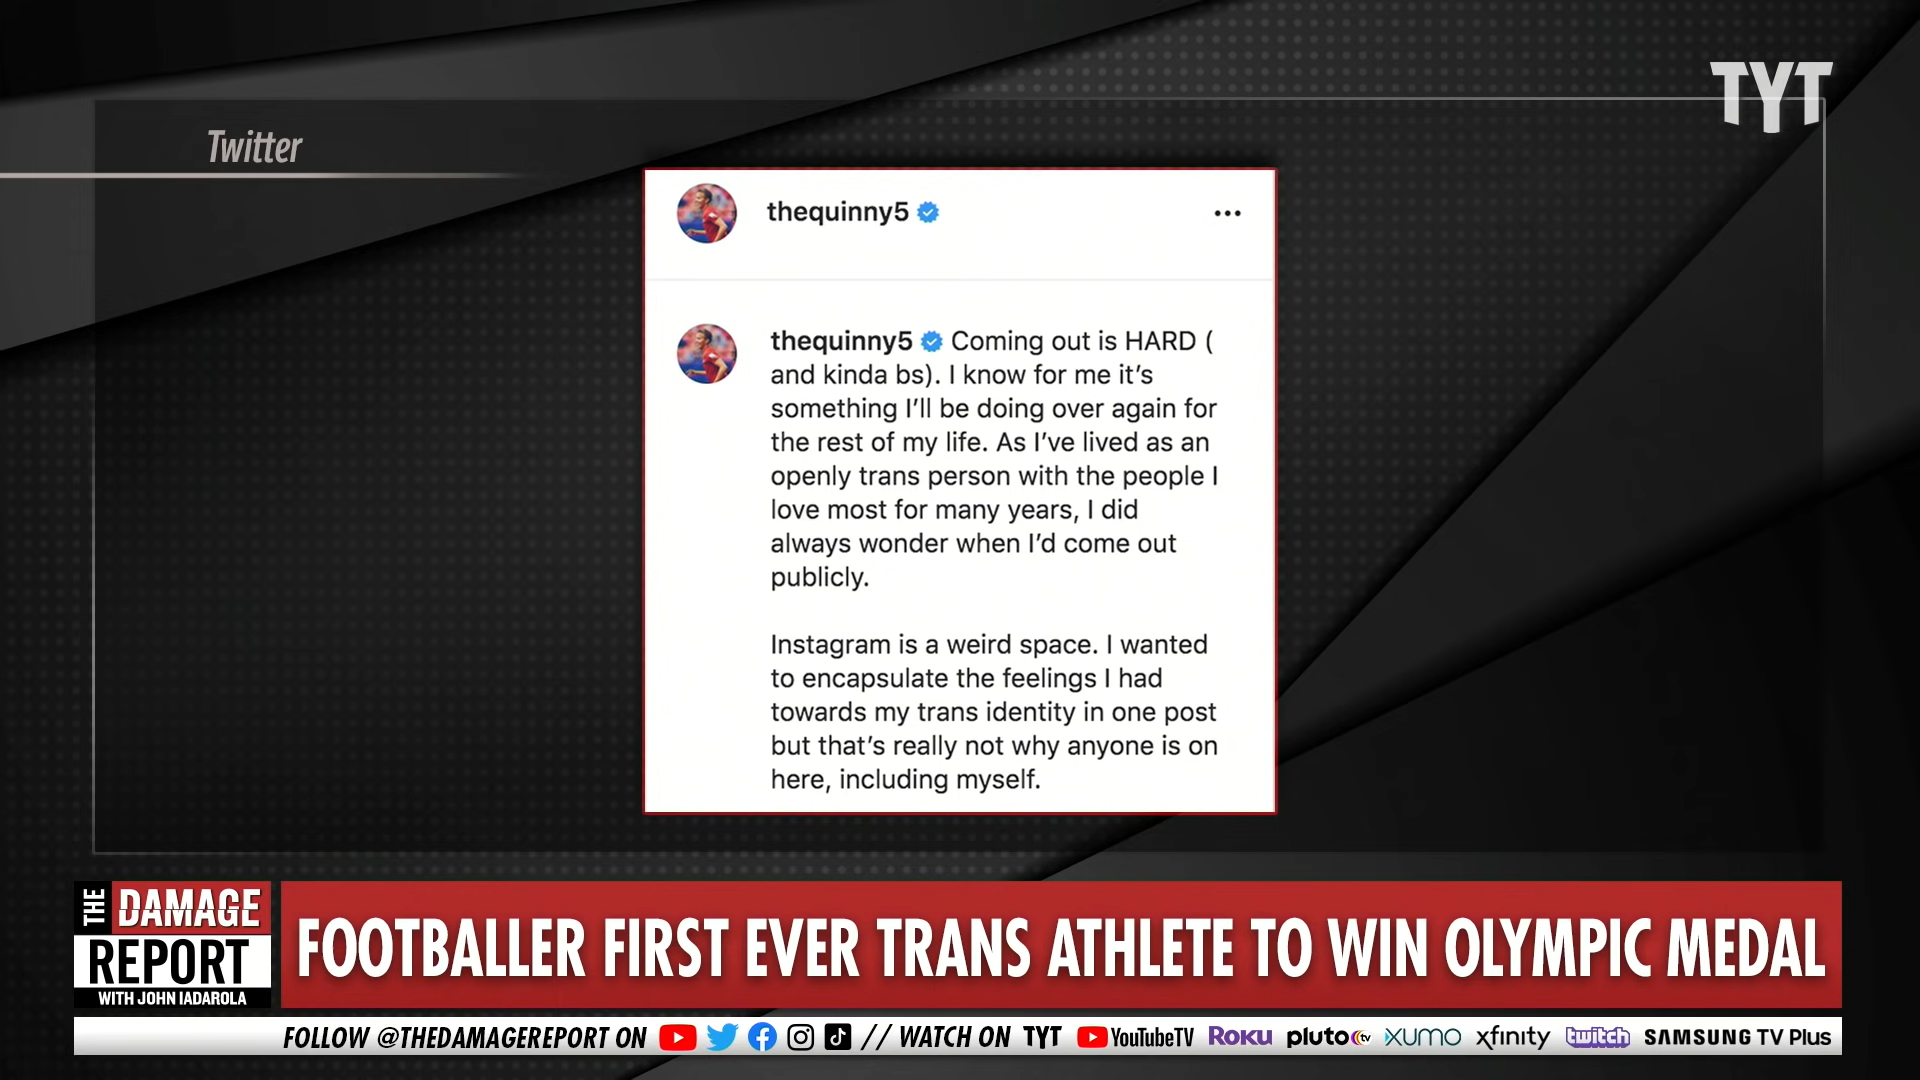 TYT
Twitter
thequinny5
thequinny5 Coming out is HARD (
and kinda bs). I know for me it’s
something I’ll be doing over again for
the rest of my life. As I’ve lived as an
openly trans person with the people I
love most for many years, I did
always wonder when I’d come out
publicly.
Instagram is a weird space. I wanted
to encapsulate the feelings I had
towards my trans identity in one post
but that’s really not why anyone is on
here, including myself.
THE DAMAGE
REPORT
WITH JOHN IADAROLA
FOOTBALLER FIRST EVER TRANS ATHLETE TO WIN OLYMPIC MEDAL
FOLLOW @THEDAMAGEREPORT ON // WATCH ON TYT YouTubeTV ROKU pluto tv XUMO xfinity twitch SAMSUNG TV Plus